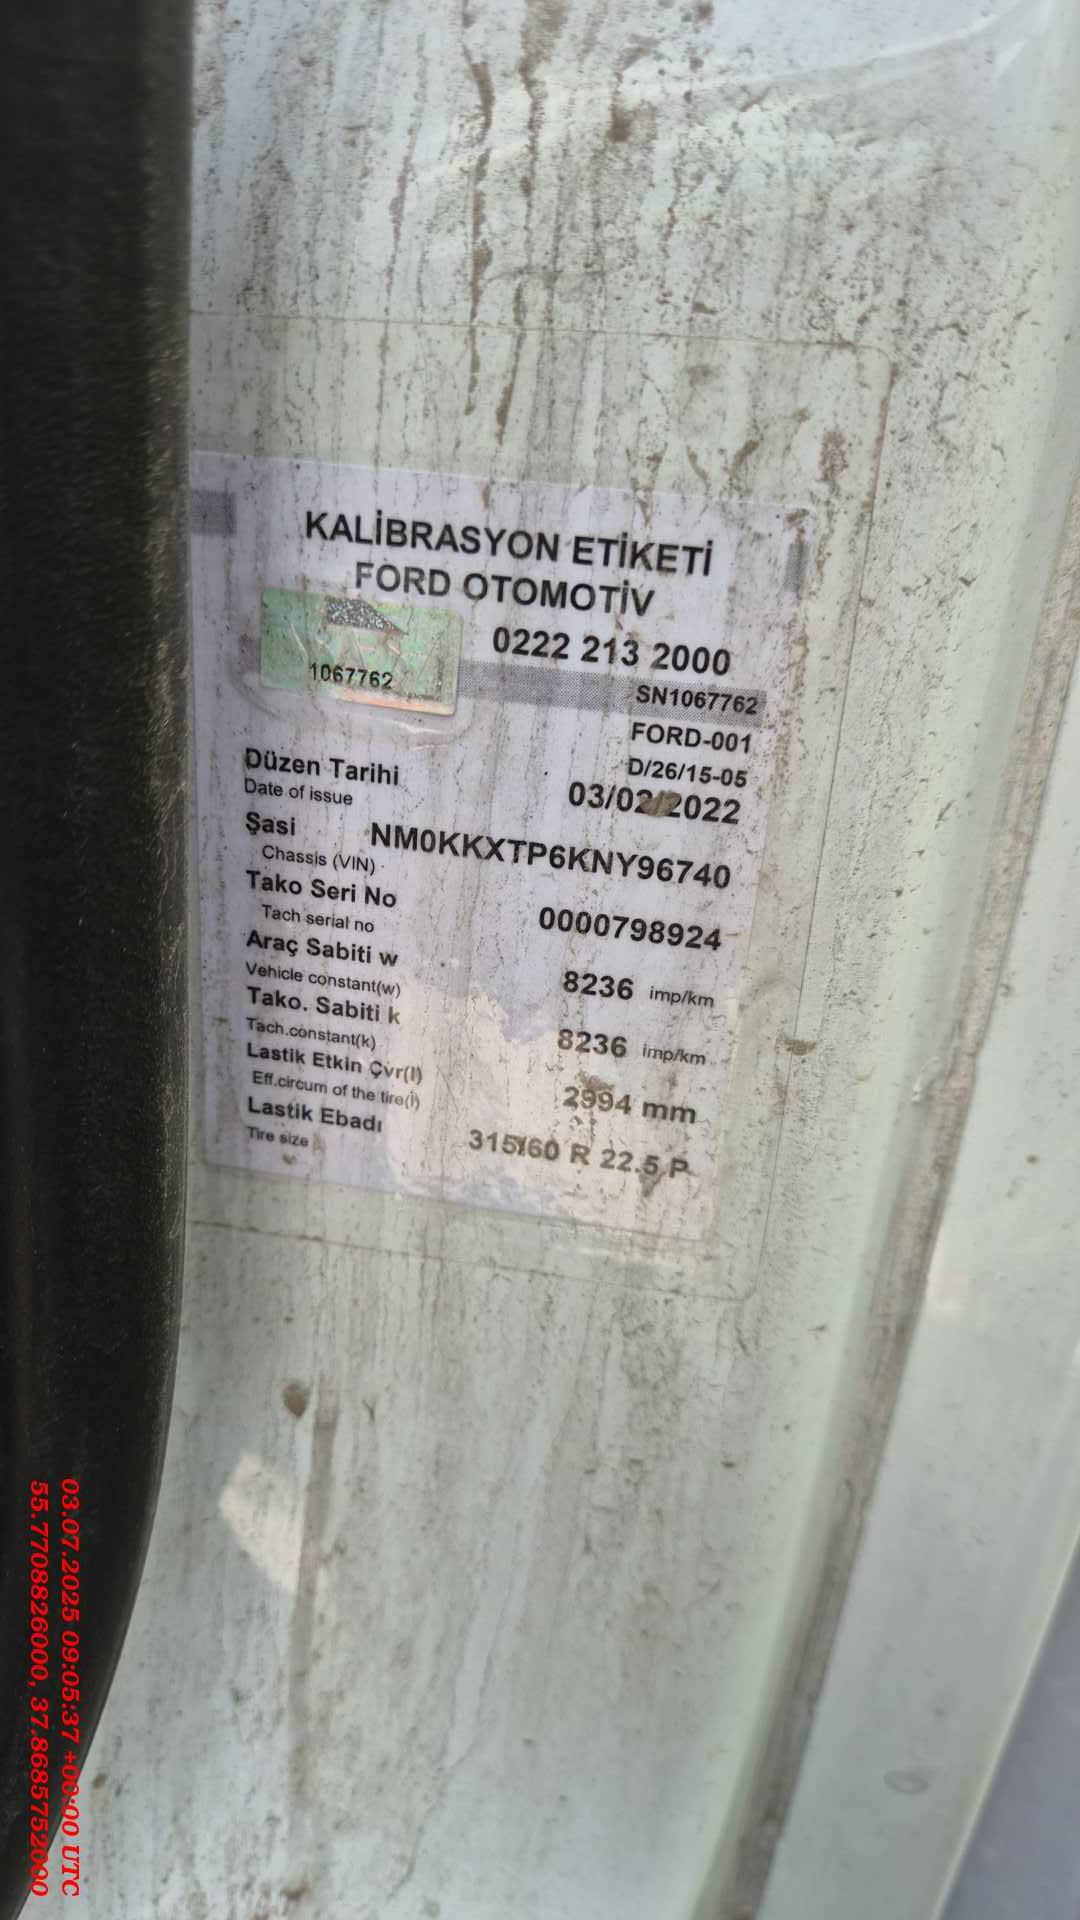 KALİBRASYON ETİKETİ
FORD OTOMOTİV
0222 213 2000
1067762
SN1067762
FORD-001
D/26/15-05
Düzen Tarihi
Date of issue
03/02/2022
Şasi
Chassis (VIN)
NM0KKXTP6KNY96740
Tako Seri No
Tach serial no
0000798924
Araç Sabiti w
Vehicle constant(w)
8236 imp/km
Tako. Sabiti k
Tach.constant(k)
8236 imp/km
Lastik Etkin Çvr(l)
Eff.circum of the tire(l)
2994 mm
Lastik Ebadı
Tire size
315/60 R 22.5 P
03.07.2025 09:05:37 +00:00 UTC
55.7708826000, 37.8685752000